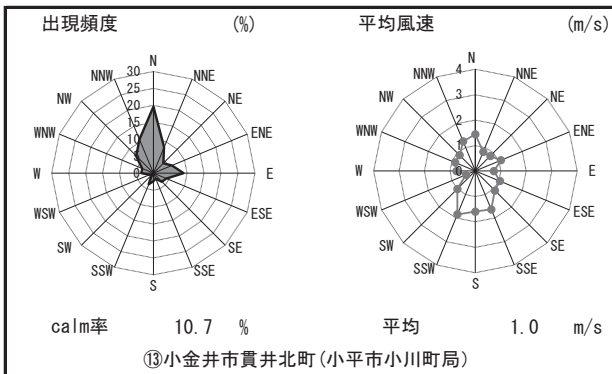 出現頻度 (%)
N
NNE
NE
ENE
E
ESE
SE
SSE
S
SSW
SW
WSW
W
WNW
NW
NNW
30
25
20
15
10
5
0
calm率 10.7 %
平均風速 (m/s)
N
NNE
NE
ENE
E
ESE
SE
SSE
S
SSW
SW
WSW
W
WNW
NW
NNW
4
3
2
1
0
平均 1.0 m/s
⑬小金井市貫井北町(小平市小川町局)